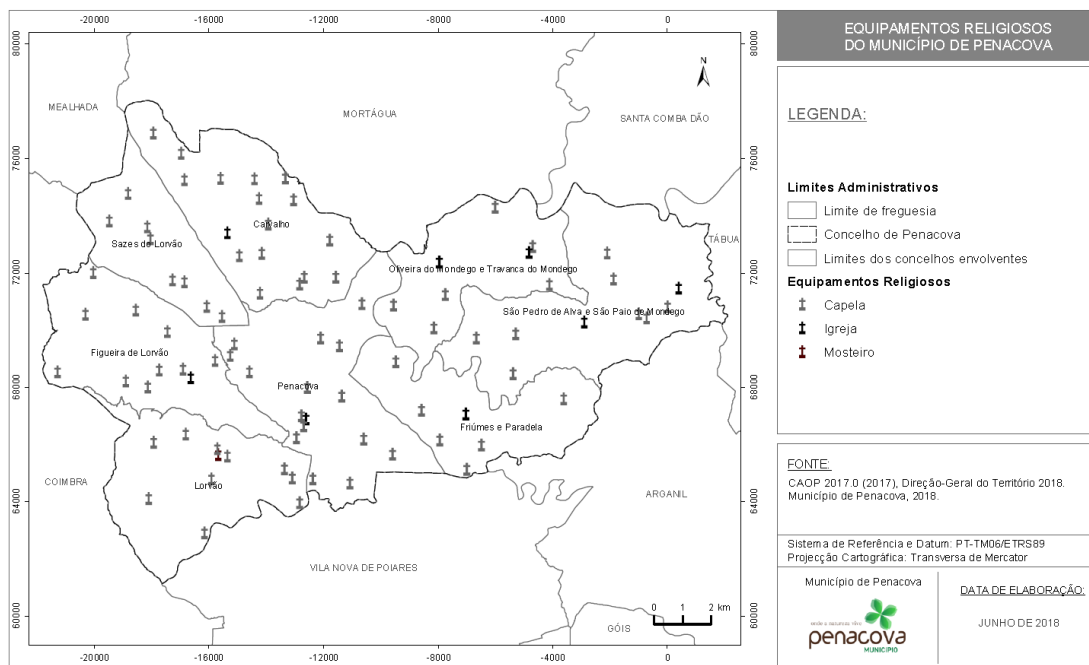 -20000 -16000 -12000 -8000 -4000 0
EQUIPAMENTOS RELIGIOSOS
DO MUNICÍPIO DE PENACOVA
80000 80000
N
MEALHADA
MORTÁGUA
SANTA COMBA DÃO
LEGENDA:
76000 76000
Limites Administrativos
Limite de freguesia
Concelho de Penacova
Limites dos concelhos envolventes
Equipamentos Religiosos
Capela
Igreja
Mosteiro
Carvalho
Sazes do Lorvão
TÁBUA
Oliveira do Mondego e Travanca do Mondego
72000 72000
São Pedro de Alva e São Paio de Mondego
Figueira de Lorvão
68000 68000
Penacova
Friúmes e Paradela
COIMBRA
Lorvão
ARGANIL
64000 64000
FONTE:
CAOP 2017.0 (2017), Direção-Geral do Território 2018.
Município de Penacova, 2018.
Sistema de Referência e Datum: PT-TM06/ETRS89
Projecção Cartográfica: Transversa de Mercator
VILA NOVA DE POIARES
GÓIS
60000 60000
0 1 2 km
Município de Penacova
penacova
MUNICÍPIO
DATA DE ELABORAÇÃO:
JUNHO DE 2018
-20000 -16000 -12000 -8000 -4000 0